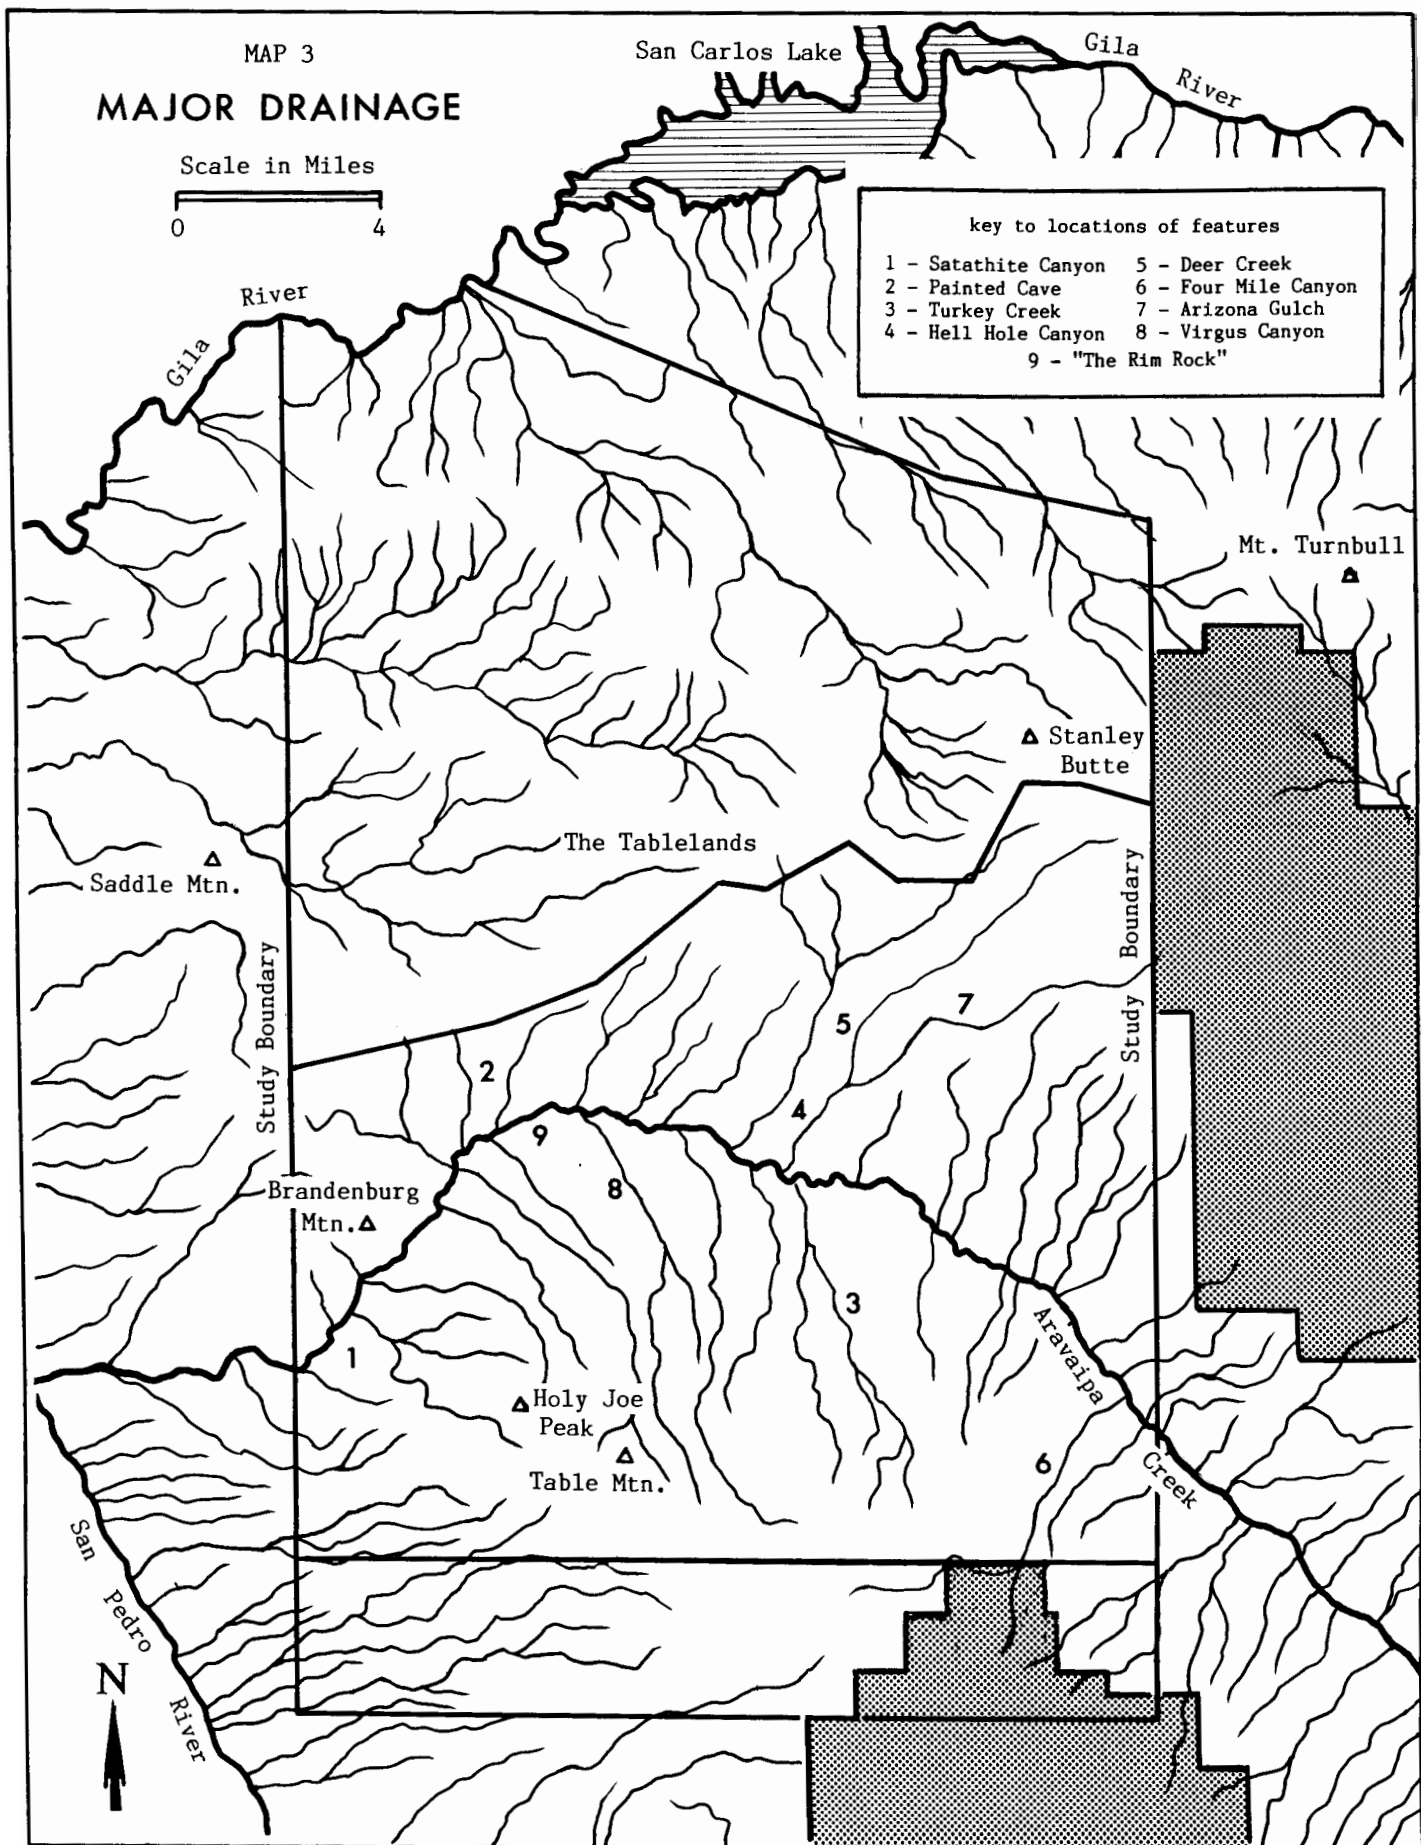 MAP 3
MAJOR DRAINAGE
Scale in Miles
0 4
San Carlos Lake
Gila
River
key to locations of features
1 - Satathite Canyon
2 - Painted Cave
3 - Turkey Creek
4 - Hell Hole Canyon
5 - Deer Creek
6 - Four Mile Canyon
7 - Arizona Gulch
8 - Virgus Canyon
9 - "The Rim Rock"
River
Gila
Mt. Turnbull
Stanley
Butte
The Tablelands
Saddle Mtn.
Study Boundary
Study Boundary
7
5
2
4
9
8
Brandenburg
Mtn.
3
1
Aravaipa
Creek
Holy Joe
Peak
Table Mtn.
6
San
Pedro
River
N